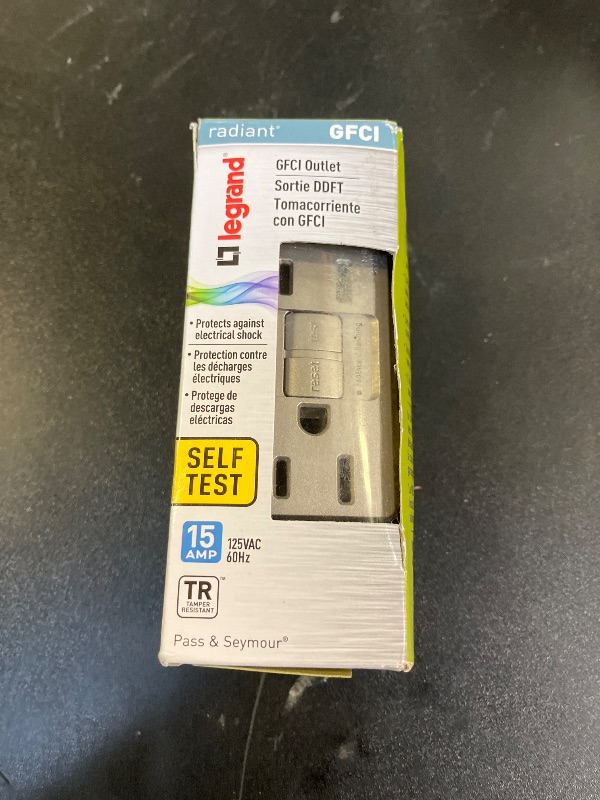 radiant®
GFCI
legrand®
GFCI Outlet
Sortie DDFT
Tomacorriente
con GFCI
• Protects against
electrical shock
• Protection contre
les décharges
électriques
• Protege de
descargas
eléctricas
test
reset
SELF
TEST
15
AMP
125VAC
60Hz
TR™
TAMPER
RESISTANT
Pass & Seymour®